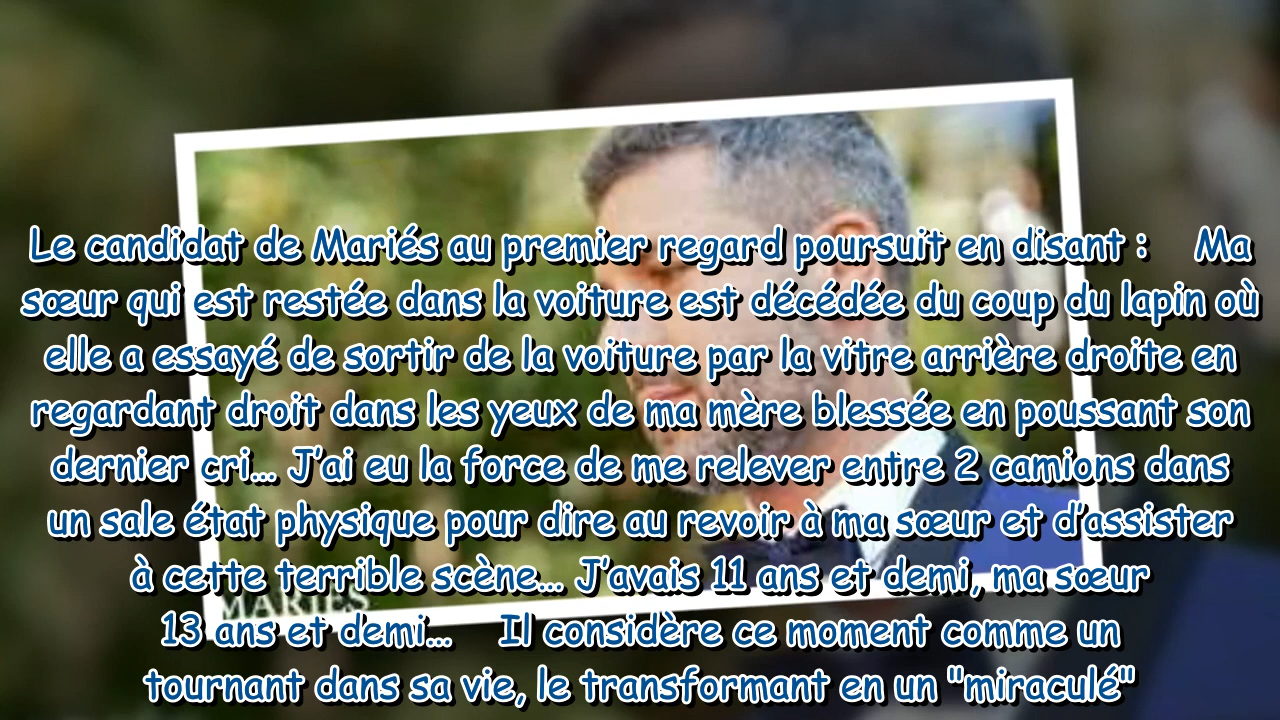 Le candidat de Mariés au premier regard poursuit en disant :    Ma
sœur qui est restée dans la voiture est décédée du coup du lapin où
elle a essayé de sortir de la voiture par la vitre arrière droite en
regardant droit dans les yeux de ma mère blessée en poussant son
dernier cri... J’ai eu la force de me relever entre 2 camions dans
un sale état physique pour dire au revoir à ma sœur et d’assister
à cette terrible scène... J’avais 11 ans et demi, ma sœur
MARIÉS
13 ans et demi...    Il considère ce moment comme un
tournant dans sa vie, le transformant en un "miraculé"